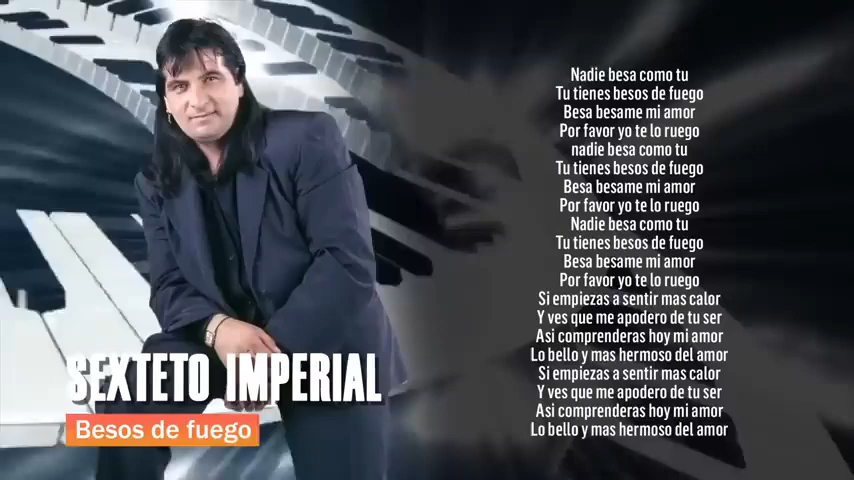 SEXTETO IMPERIAL
Besos de fuego
Nadie besa como tu
Tu tienes besos de fuego
Besa besame mi amor
Por favor yo te lo ruego
nadie besa como tu
Tu tienes besos de fuego
Besa besame mi amor
Por favor yo te lo ruego
Nadie besa como tu
Tu tienes besos de fuego
Besa besame mi amor
Por favor yo te lo ruego
Si empiezas a sentir mas calor
Y ves que me apodero de tu ser
Asi comprenderas hoy mi amor
Lo bello y mas hermoso del amor
Si empiezas a sentir mas calor
Y ves que me apodero de tu ser
Asi comprenderas hoy mi amor
Lo bello y mas hermoso del amor